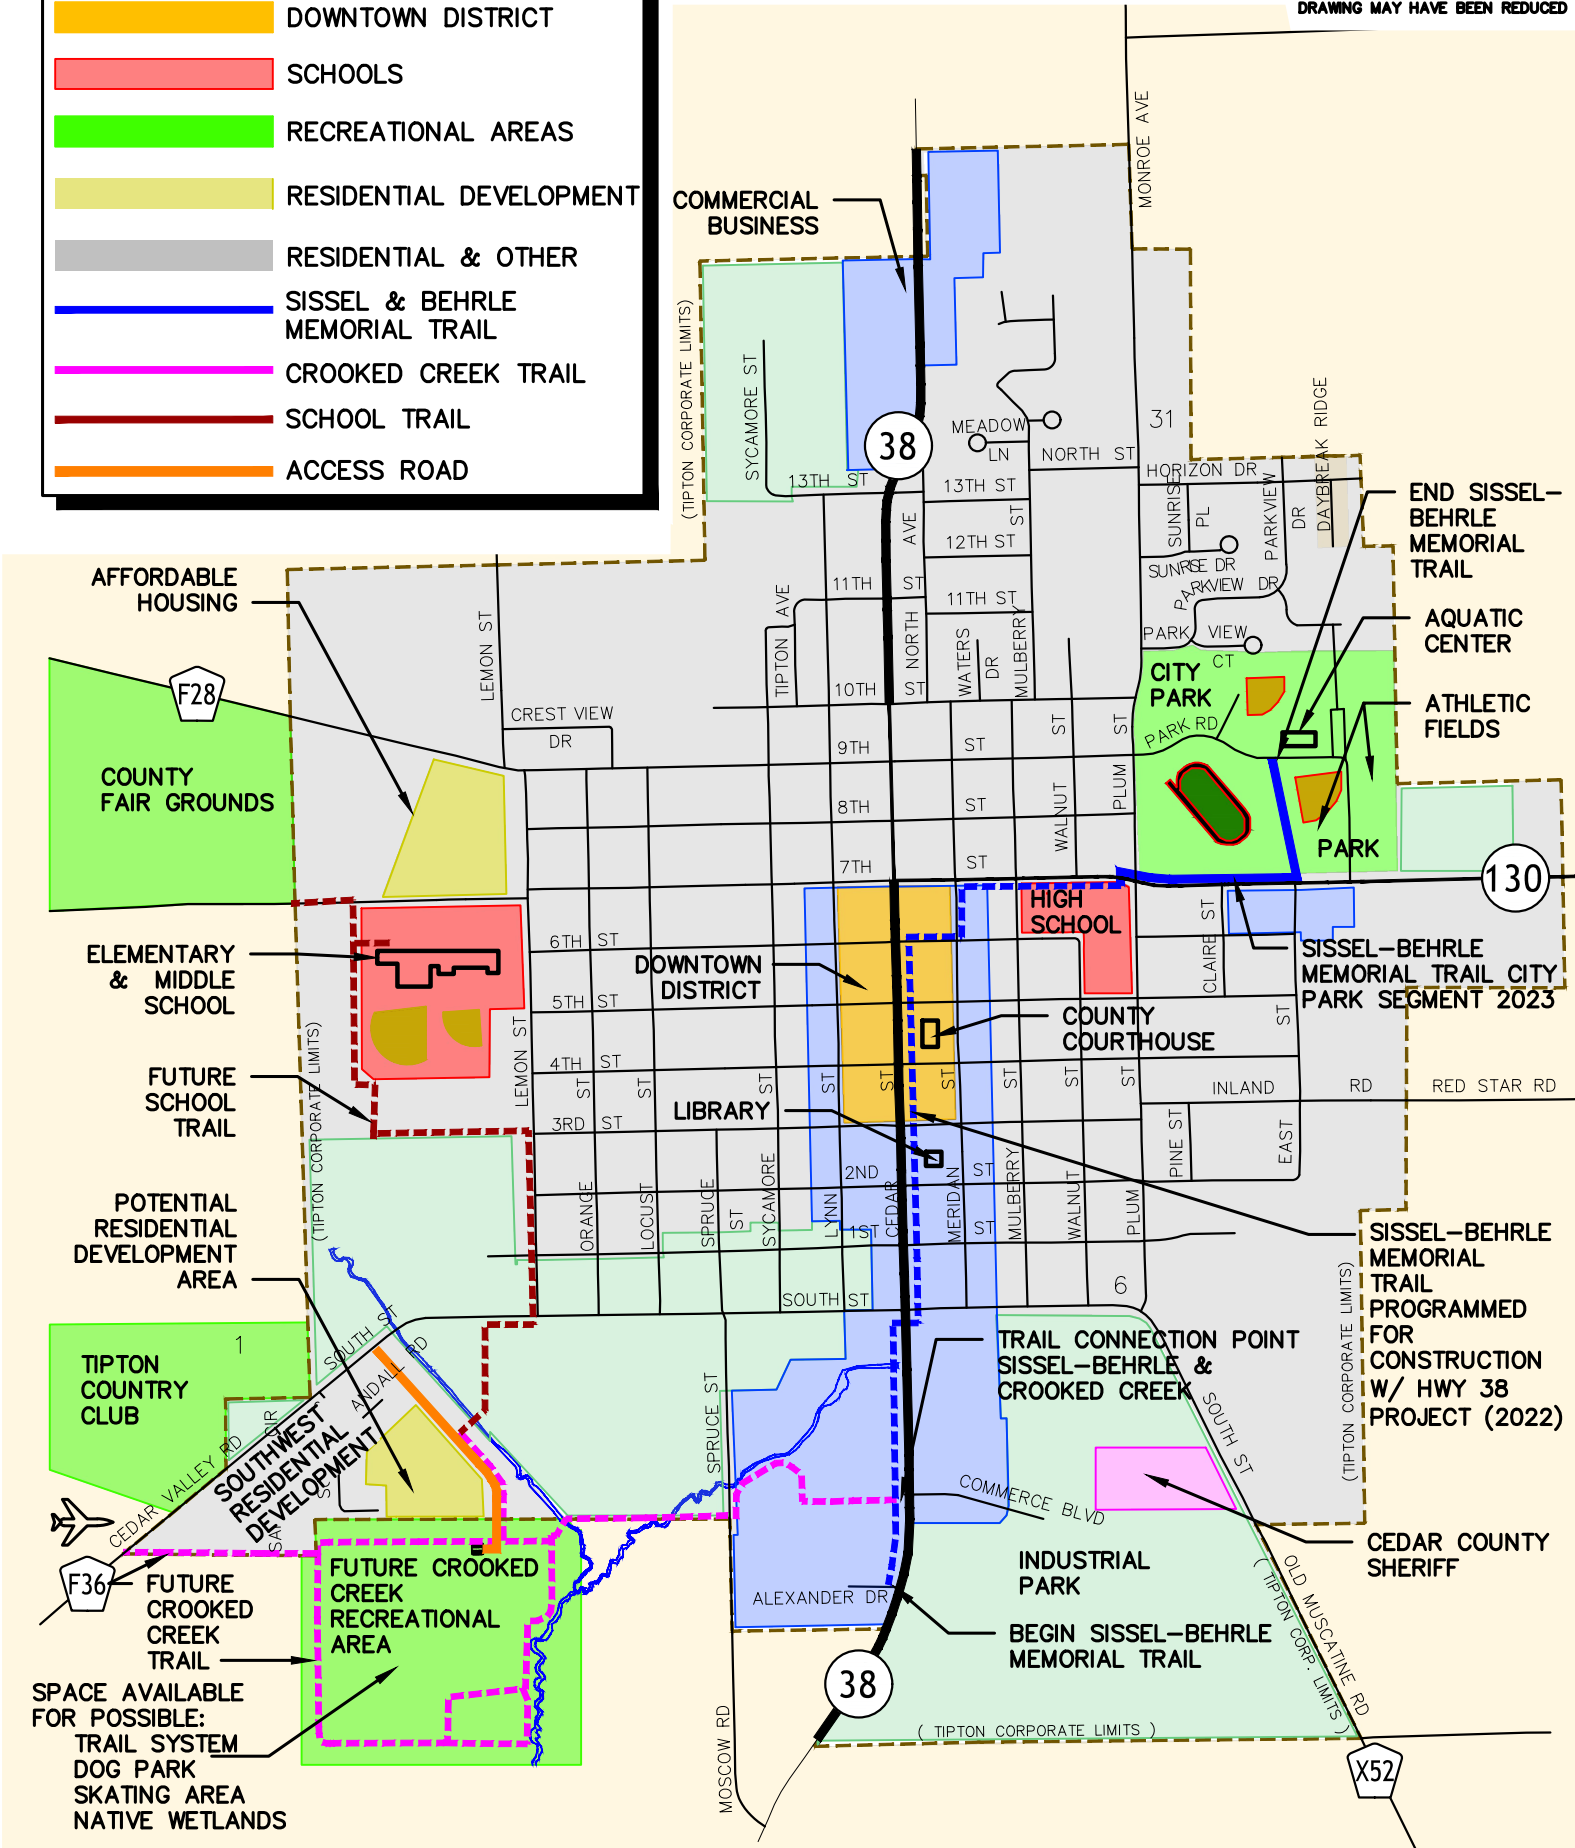 DRAWING MAY HAVE BEEN REDUCED
DOWNTOWN DISTRICT
SCHOOLS
RECREATIONAL AREAS
RESIDENTIAL DEVELOPMENT
RESIDENTIAL & OTHER
SISSEL & BEHRLE
MEMORIAL TRAIL
CROOKED CREEK TRAIL
SCHOOL TRAIL
ACCESS ROAD
MONROE AVE
COMMERCIAL
BUSINESS
(TIPTON CORPORATE LIMITS)
SYCAMORE ST
38
31
MEADOW
LN
NORTH ST
13TH ST
13TH ST
ST
AVE
12TH ST
11TH ST
11TH ST
10TH ST
NORTH
TIPTON AVE
WATERS
DR
MULBERRY
HORIZON DR
SUNRISE
PL
PARKVIEW
DR
DAYBREAK RIDGE
SUNRISE DR
PARKVIEW DR
PARK VIEW
CT
END SISSEL-
BEHRLE
MEMORIAL
TRAIL
AQUATIC
CENTER
ATHLETIC
FIELDS
CITY
PARK
PARK RD
PARK
130
AFFORDABLE
HOUSING
LEMON ST
F28
CREST VIEW
DR
COUNTY
FAIR GROUNDS
9TH ST
8TH ST
7TH ST
ST
WALNUT
ST
PLUM
HIGH
SCHOOL
CLAIRE ST
SISSEL-BEHRLE
MEMORIAL TRAIL CITY
PARK SEGMENT 2023
ELEMENTARY
& MIDDLE
SCHOOL
6TH ST
5TH ST
4TH ST
3RD ST
DOWNTOWN
DISTRICT
COUNTY
COURTHOUSE
LIBRARY
FUTURE
SCHOOL
TRAIL
(TIPTON CORPORATE LIMITS)
LEMON ST
ST
ST
ST
ST
ST
ST
ST
ST
ST
INLAND RD
RED STAR RD
PINE ST
EAST
ST
2ND ST
1ST ST
ORANGE
LOCUST
SPRUCE
ST
SYCAMORE
LYNN
CEDAR
MERIDAN
MULBERRY
WALNUT
PLUM
6
SOUTH ST
POTENTIAL
RESIDENTIAL
DEVELOPMENT
AREA
SISSEL-BEHRLE
MEMORIAL
TRAIL
PROGRAMMED
FOR
CONSTRUCTION
W/ HWY 38
PROJECT (2022)
(TIPTON CORPORATE LIMITS)
TRAIL CONNECTION POINT
SISSEL-BEHRLE &
CROOKED CREEK
1
TIPTON
COUNTRY
CLUB
SOUTH ST
ANDALL RD
CIR
CEDAR VALLEY RD
SOUTHWEST
RESIDENTIAL
DEVELOPMENT
SPRUCE ST
SOUTH ST
COMMERCE BLVD
CEDAR COUNTY
SHERIFF
INDUSTRIAL
PARK
F36
FUTURE
CROOKED
CREEK
TRAIL
FUTURE CROOKED
CREEK
RECREATIONAL
AREA
ALEXANDER DR
BEGIN SISSEL-BEHRLE
MEMORIAL TRAIL
OLD MUSCATINE RD
( TIPTON CORP. LIMITS )
SPACE AVAILABLE
FOR POSSIBLE:
TRAIL SYSTEM
DOG PARK
SKATING AREA
NATIVE WETLANDS
MOSCOW RD
38
( TIPTON CORPORATE LIMITS )
X52